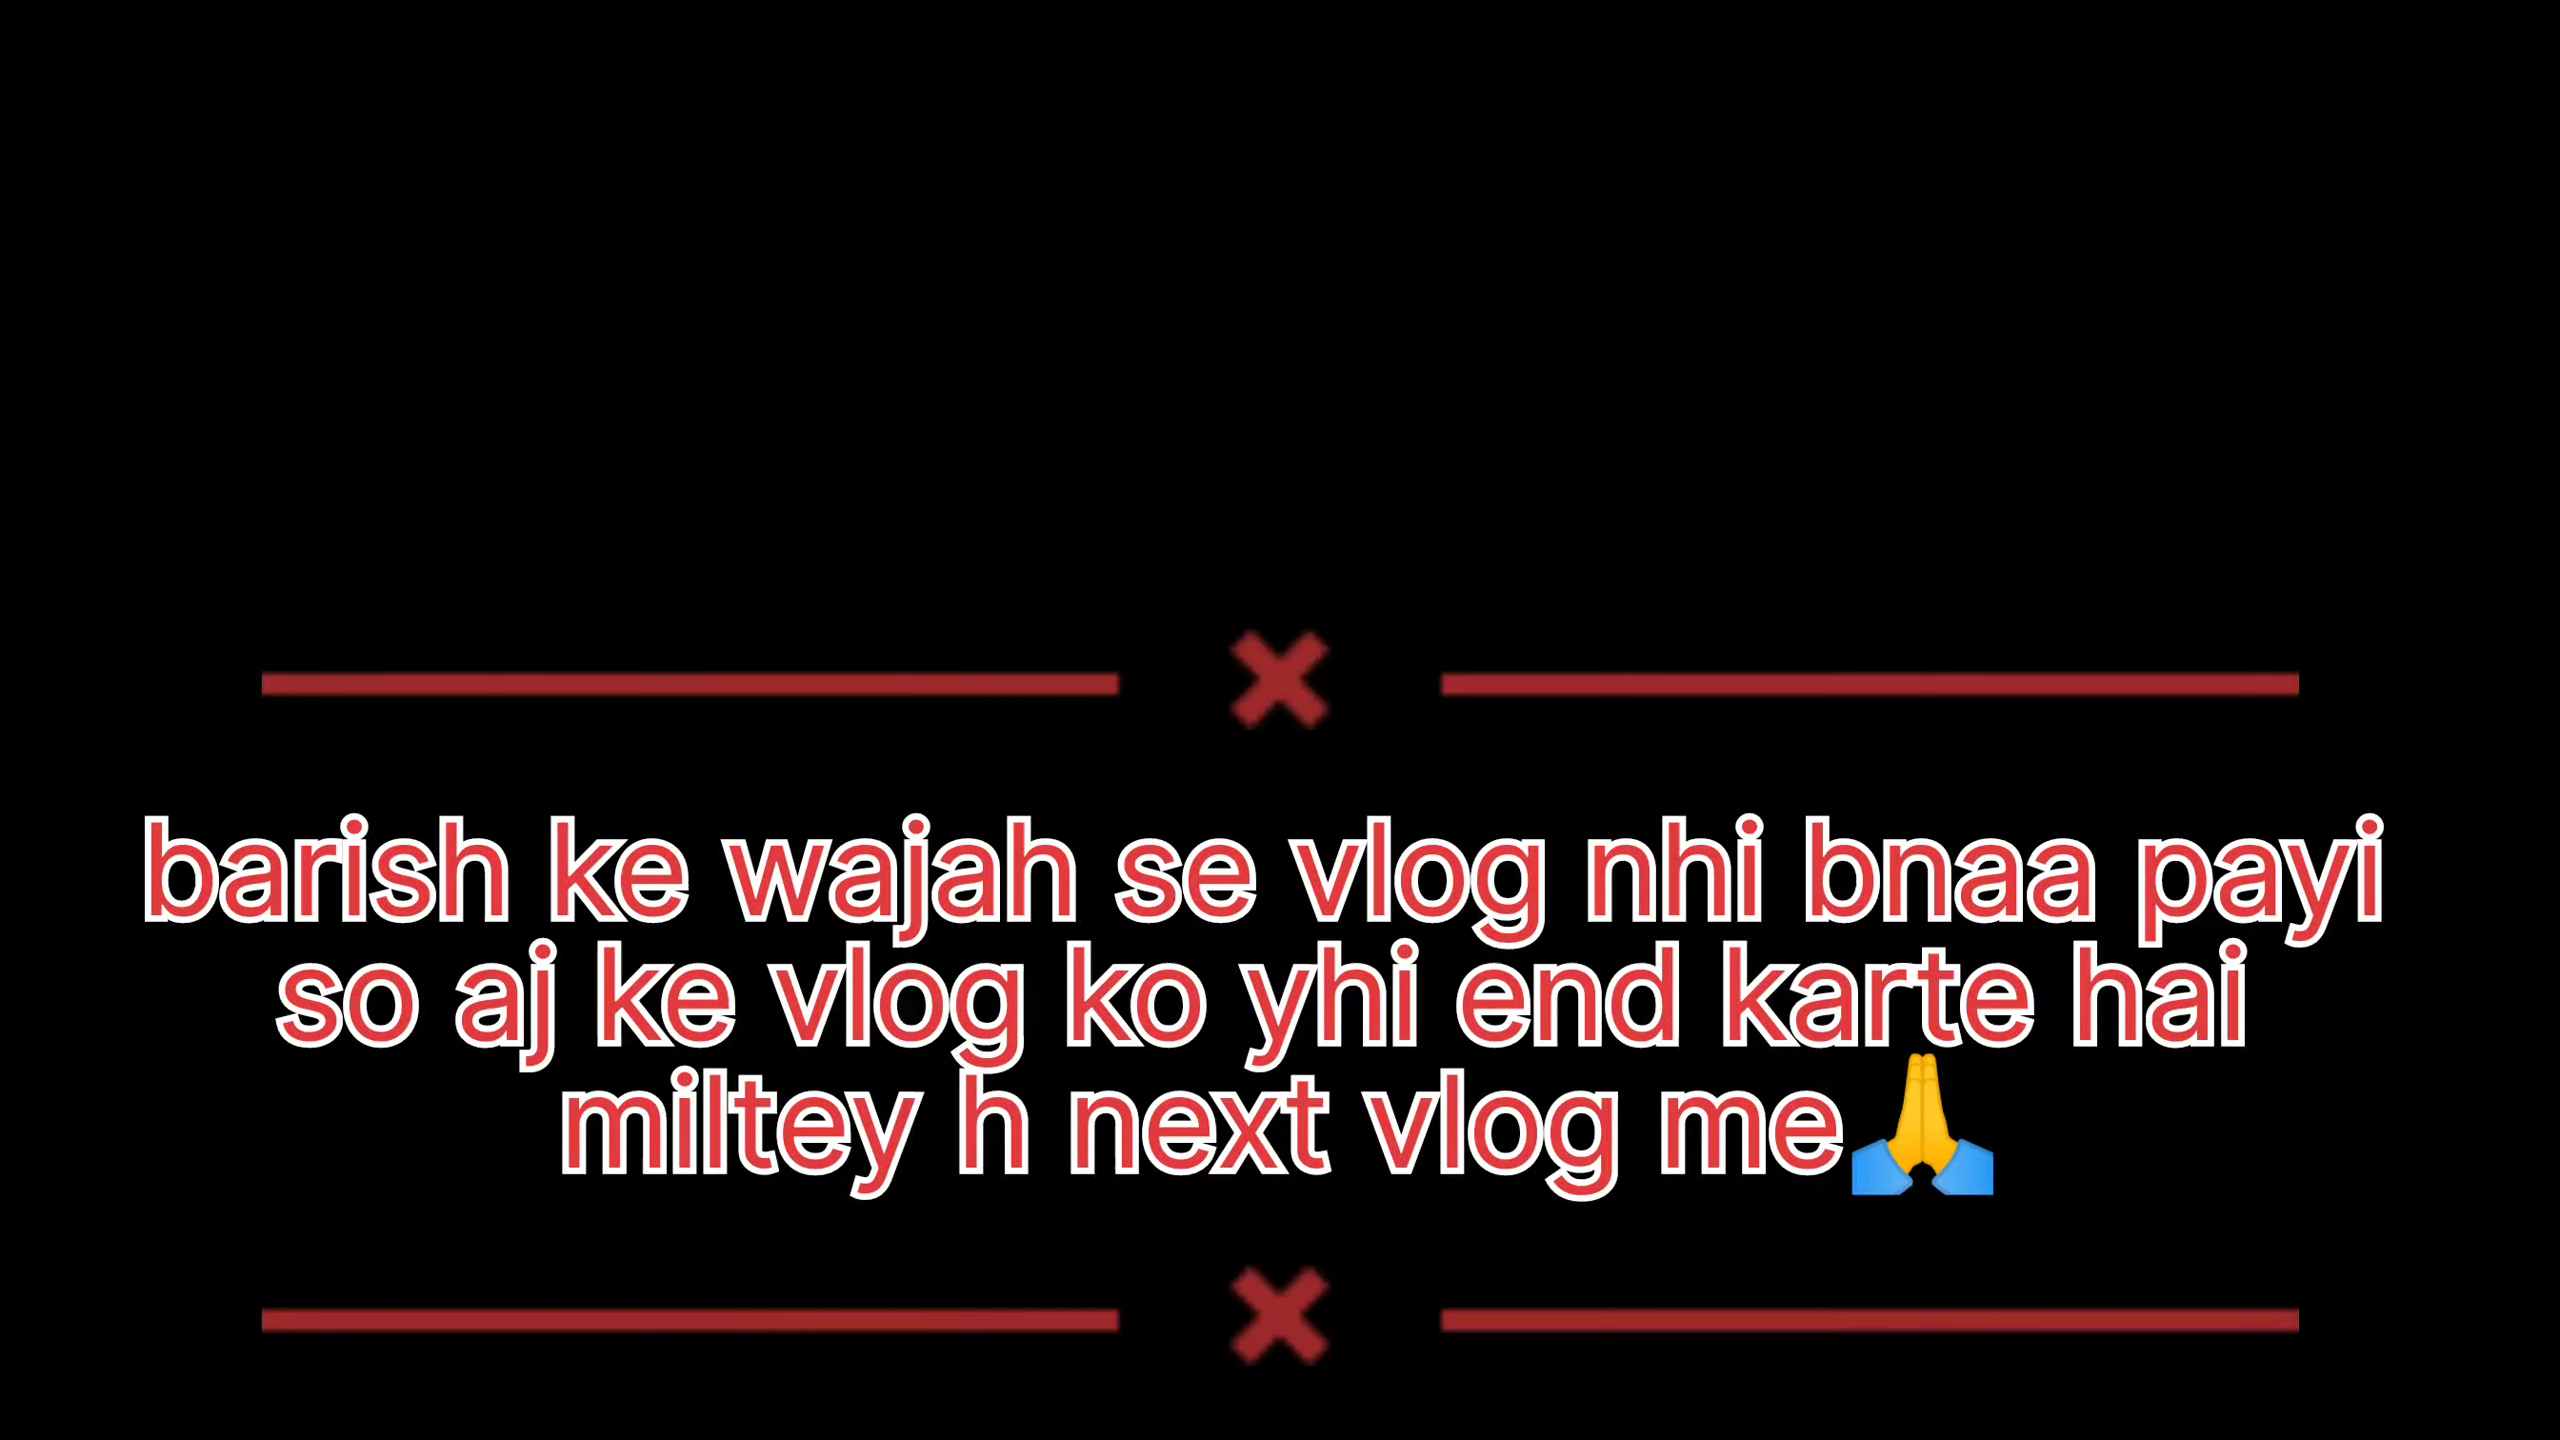 barish ke wajah se vlog nhi bnaa payi
so aj ke vlog ko yhi end karte hai
miltey h next vlog me🙏